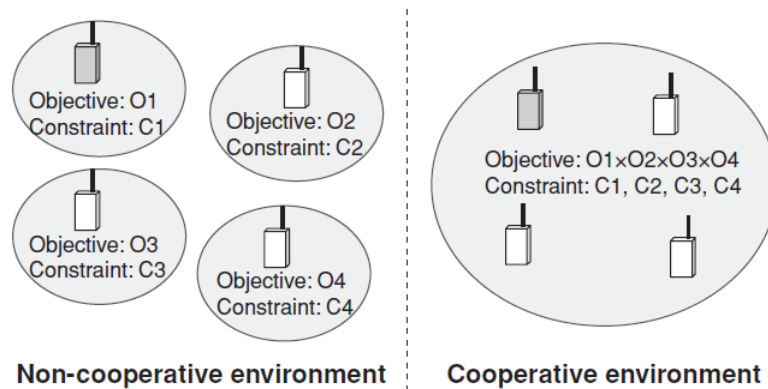 Objective: O1
Constraint: C1
Objective: O2
Constraint: C2
Objective: O3
Constraint: C3
Objective: O4
Constraint: C4
Non-cooperative environment
Objective: O1×O2×O3×O4
Constraint: C1, C2, C3, C4
Cooperative environment